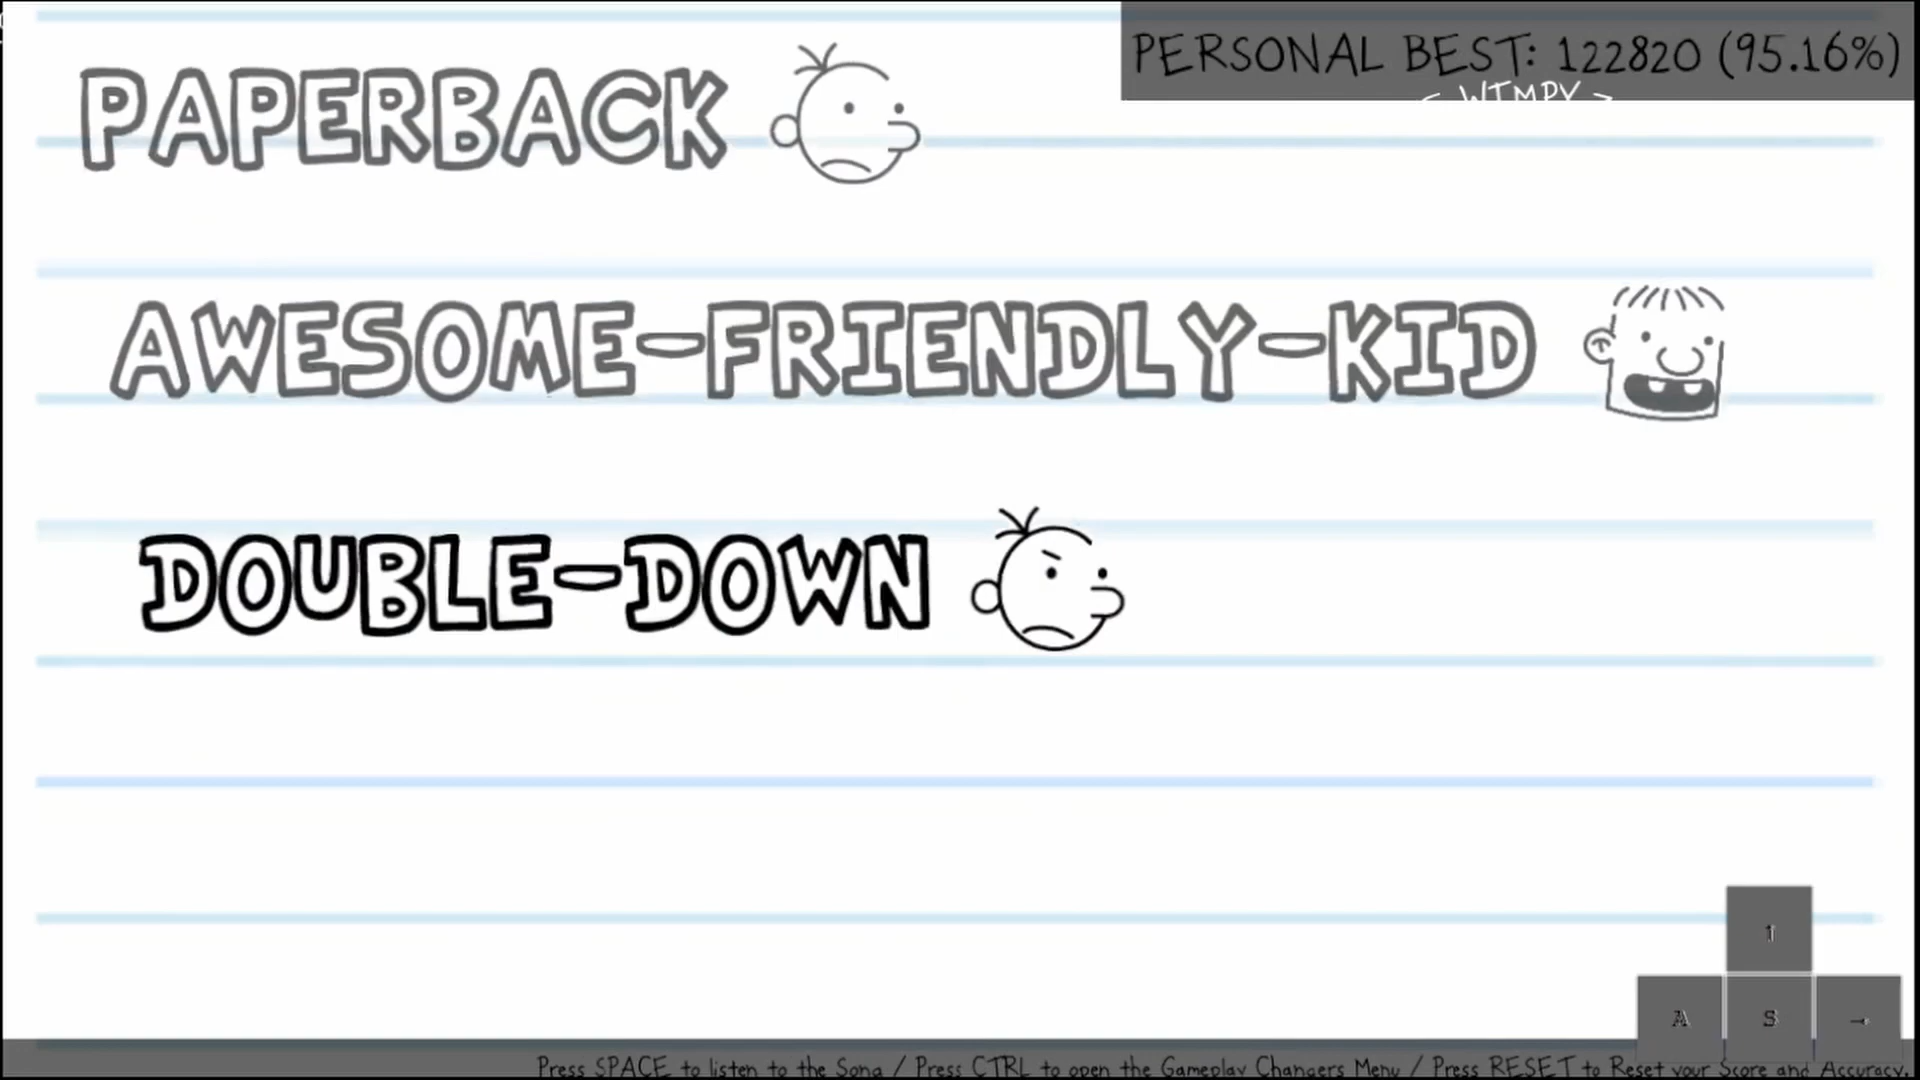 PERSONAL BEST: 122820 (95.16%)
< WIMPY >
PAPERBACK
AWESOME-FRIENDLY-KID
DOUBLE-DOWN
↑
A S →
Press SPACE to listen to the Song / Press CTRL to open the Gameplay Changers Menu / Press RESET to Reset your Score and Accuracy.